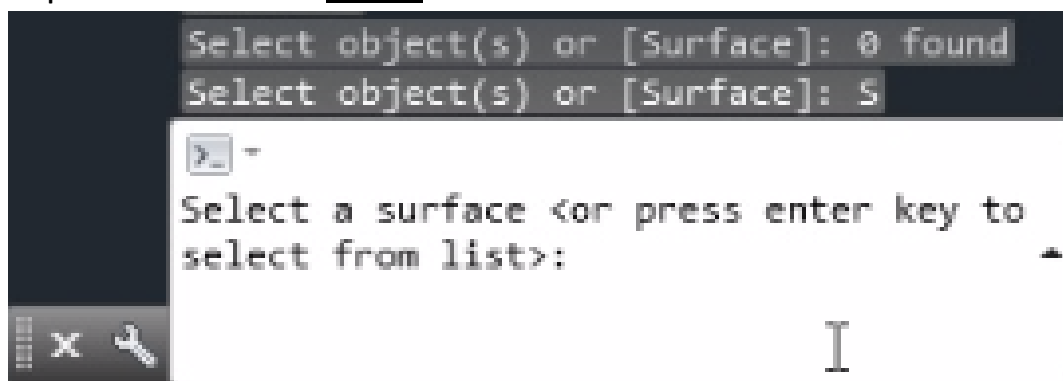 Select object(s) or [Surface]: 0 found
Select object(s) or [Surface]: S
Select a surface <or press enter key to
select from list>: